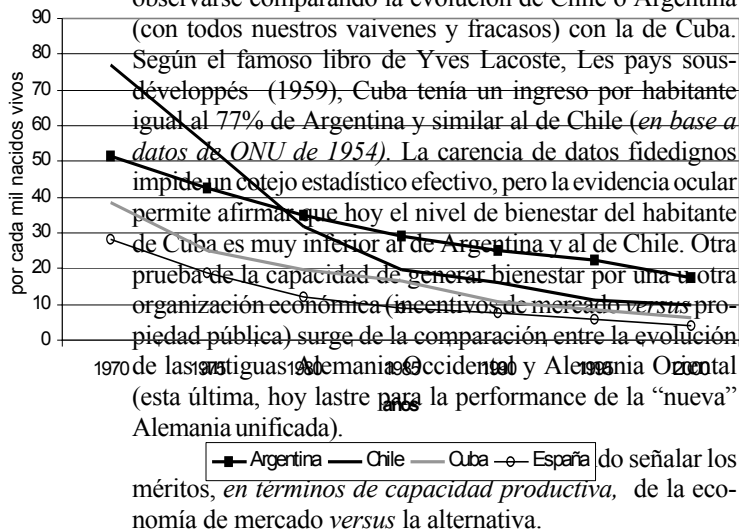 observarse comparando la evolución de Chile o Argentina
(con todos nuestros vaivenes y fracasos) con la de Cuba.
Según el famoso libro de Yves Lacoste, Les pays sous-
développés (1959), Cuba tenía un ingreso por habitante
igual al 77% de Argentina y similar al de Chile (en base a
datos de ONU de 1954). La carencia de datos fidedignos
impide un cotejo estadístico efectivo, pero la evidencia ocular
permite afirmar que hoy el nivel de bienestar del habitante
de Cuba es muy inferior al de Argentina y al de Chile. Otra
prueba de la capacidad de generar bienestar por una u otra
organización económica (incentivos de mercado versus pro-
piedad pública) surge de la comparación entre la evolución
de las antiguas Alemania Occidental y Alemania Oriental
(esta última, hoy lastre para la performance de la “nueva”
Alemania unificada).
do señalar los
méritos, en términos de capacidad productiva, de la eco-
nomía de mercado versus la alternativa.
por cada mil nacidos vivos
90
80
70
60
50
40
30
20
10
0
1970 1975 1980 1985 1990 1995 2000
años
Argentina Chile Cuba España